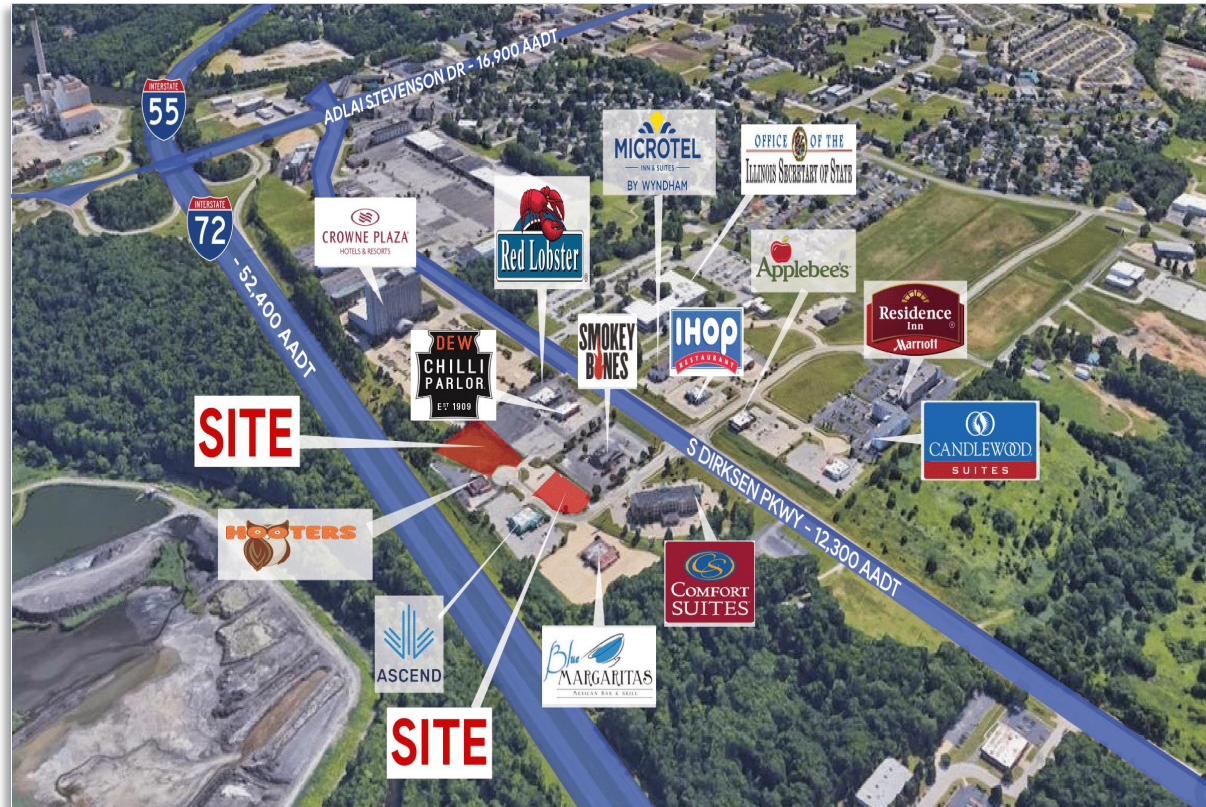 INTERSTATE
55
ADLAI STEVENSON DR - 16,900 AADT
INTERSTATE
72
- 52,400 AADT
CROWNE PLAZA
HOTELS & RESORTS
Red Lobster
MICROTEL
INN & SUITES
BY WYNDHAM
OFFICE OF THE
ILLINOIS SECRETARY OF STATE
Applebee's
Residence
Inn
Marriott
DEW
CHILLI
PARLOR
EST 1909
SMOKEY
BONES
IHOP
RESTAURANT
SITE
CANDLEWOOD
SUITES
S DIRKSEN PKWY - 12,300 AADT
HOOTERS
CS
COMFORT
SUITES
ASCEND
Blue
MARGARITAS
MEXICAN BAR & GRILL
SITE